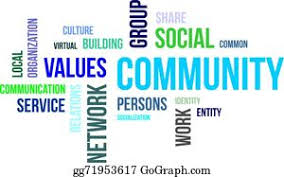 GROUP
SHARE
CULTURE
VIRTUAL
BUILDING
SOCIAL
COMMON
LOCAL
ORGANIZATION
VALUES
COMMUNITY
COMMUNICATION
SERVICE
RELATIONS
NETWORK
PERSONS
IDENTITY
SOCIALIZATION
WORK
ENTITY
gg71953617 GoGraph.com